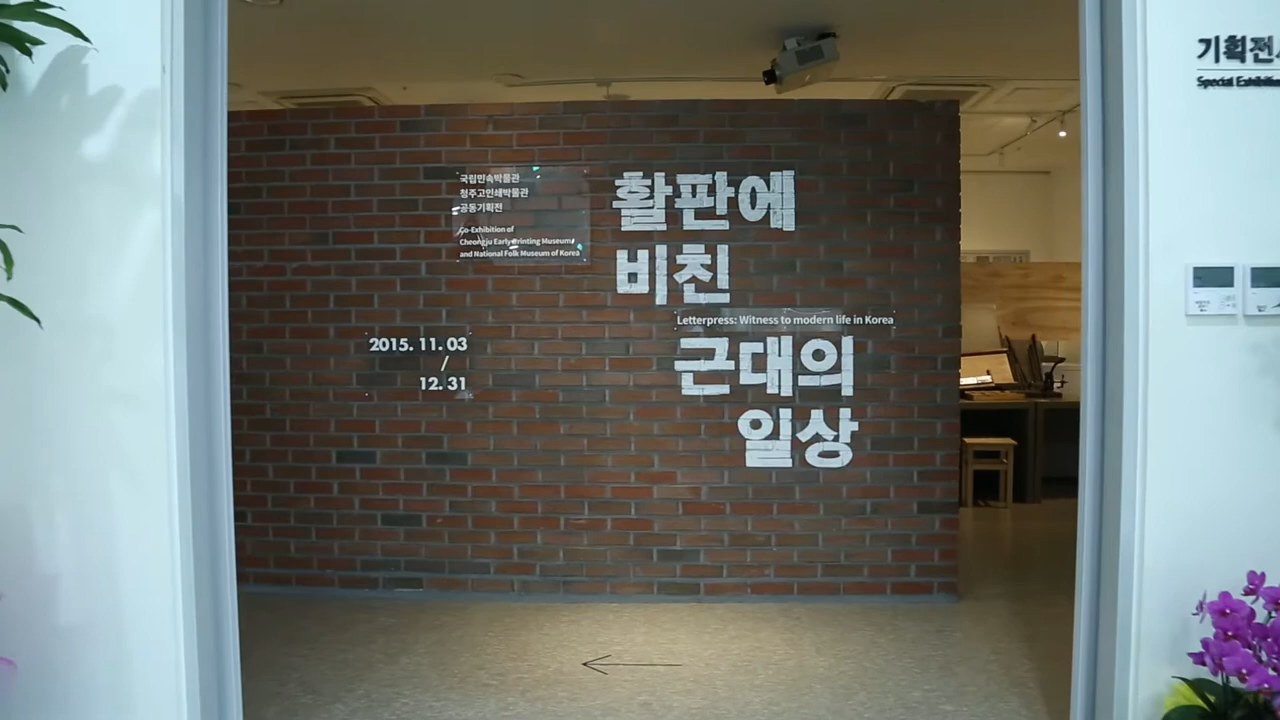 국립민속박물관
청주고인쇄박물관
공동기획전
Co-Exhibition of
Cheongju Early Printing Museum
and National Folk Museum of Korea
활판에
비친
Letterpress: Witness to modern life in Korea
근대의
일상
2015. 11. 03
/
12. 31
기획전
Special